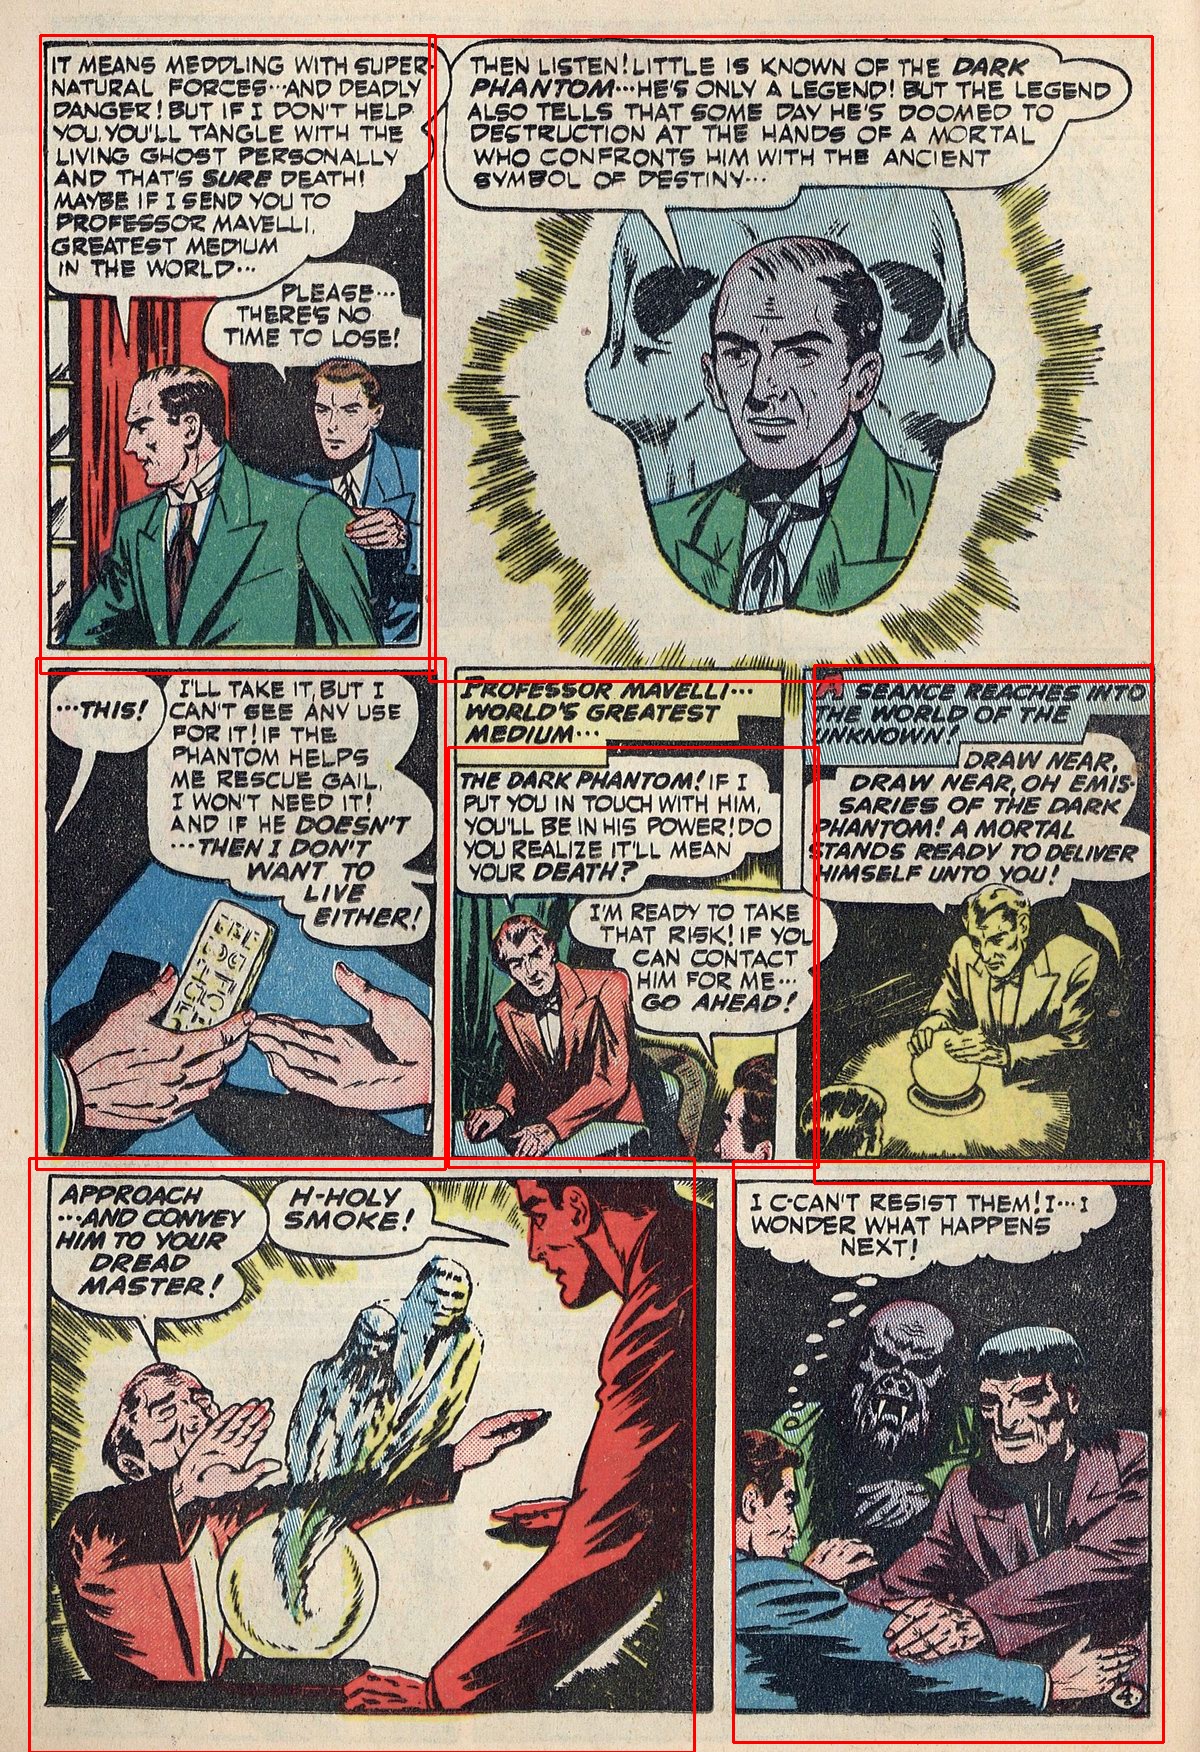 IT MEANS MEDDLING WITH SUPER-
NATURAL FORCES...AND DEADLY
DANGER! BUT IF I DON'T HELP
YOU, YOU'LL TANGLE WITH THE
LIVING GHOST PERSONALLY
AND THAT'S SURE DEATH!
MAYBE IF I SEND YOU TO
PROFESSOR MAVELLI,
GREATEST MEDIUM
IN THE WORLD...
PLEASE...
THERE'S NO
TIME TO LOSE!
THEN LISTEN! LITTLE IS KNOWN OF THE DARK
PHANTOM...HE'S ONLY A LEGEND! BUT THE LEGEND
ALSO TELLS THAT SOME DAY HE'S DOOMED TO
DESTRUCTION AT THE HANDS OF A MORTAL
WHO CONFRONTS HIM WITH THE ANCIENT
SYMBOL OF DESTINY...
...THIS!
I'LL TAKE IT, BUT I
CAN'T SEE ANY USE
FOR IT! IF THE
PHANTOM HELPS
ME RESCUE GAIL,
I WON'T NEED IT!
AND IF HE DOESN'T
...THEN I DON'T
WANT TO
LIVE
EITHER!
PROFESSOR MAVELLI...
WORLD'S GREATEST
MEDIUM...
THE DARK PHANTOM! IF I
PUT YOU IN TOUCH WITH HIM,
YOU'LL BE IN HIS POWER! DO
YOU REALIZE IT'LL MEAN
YOUR DEATH?
I'M READY TO TAKE
THAT RISK! IF YOU
CAN CONTACT
HIM FOR ME...
GO AHEAD!
A SEANCE REACHES INTO
THE WORLD OF THE
UNKNOWN!
DRAW NEAR,
DRAW NEAR, OH EMIS-
SARIES OF THE DARK
PHANTOM! A MORTAL
STANDS READY TO DELIVER
HIMSELF UNTO YOU!
APPROACH
...AND CONVEY
HIM TO YOUR
DREAD
MASTER!
H-HOLY
SMOKE!
I C-CAN'T RESIST THEM! I...I
WONDER WHAT HAPPENS
NEXT!
4